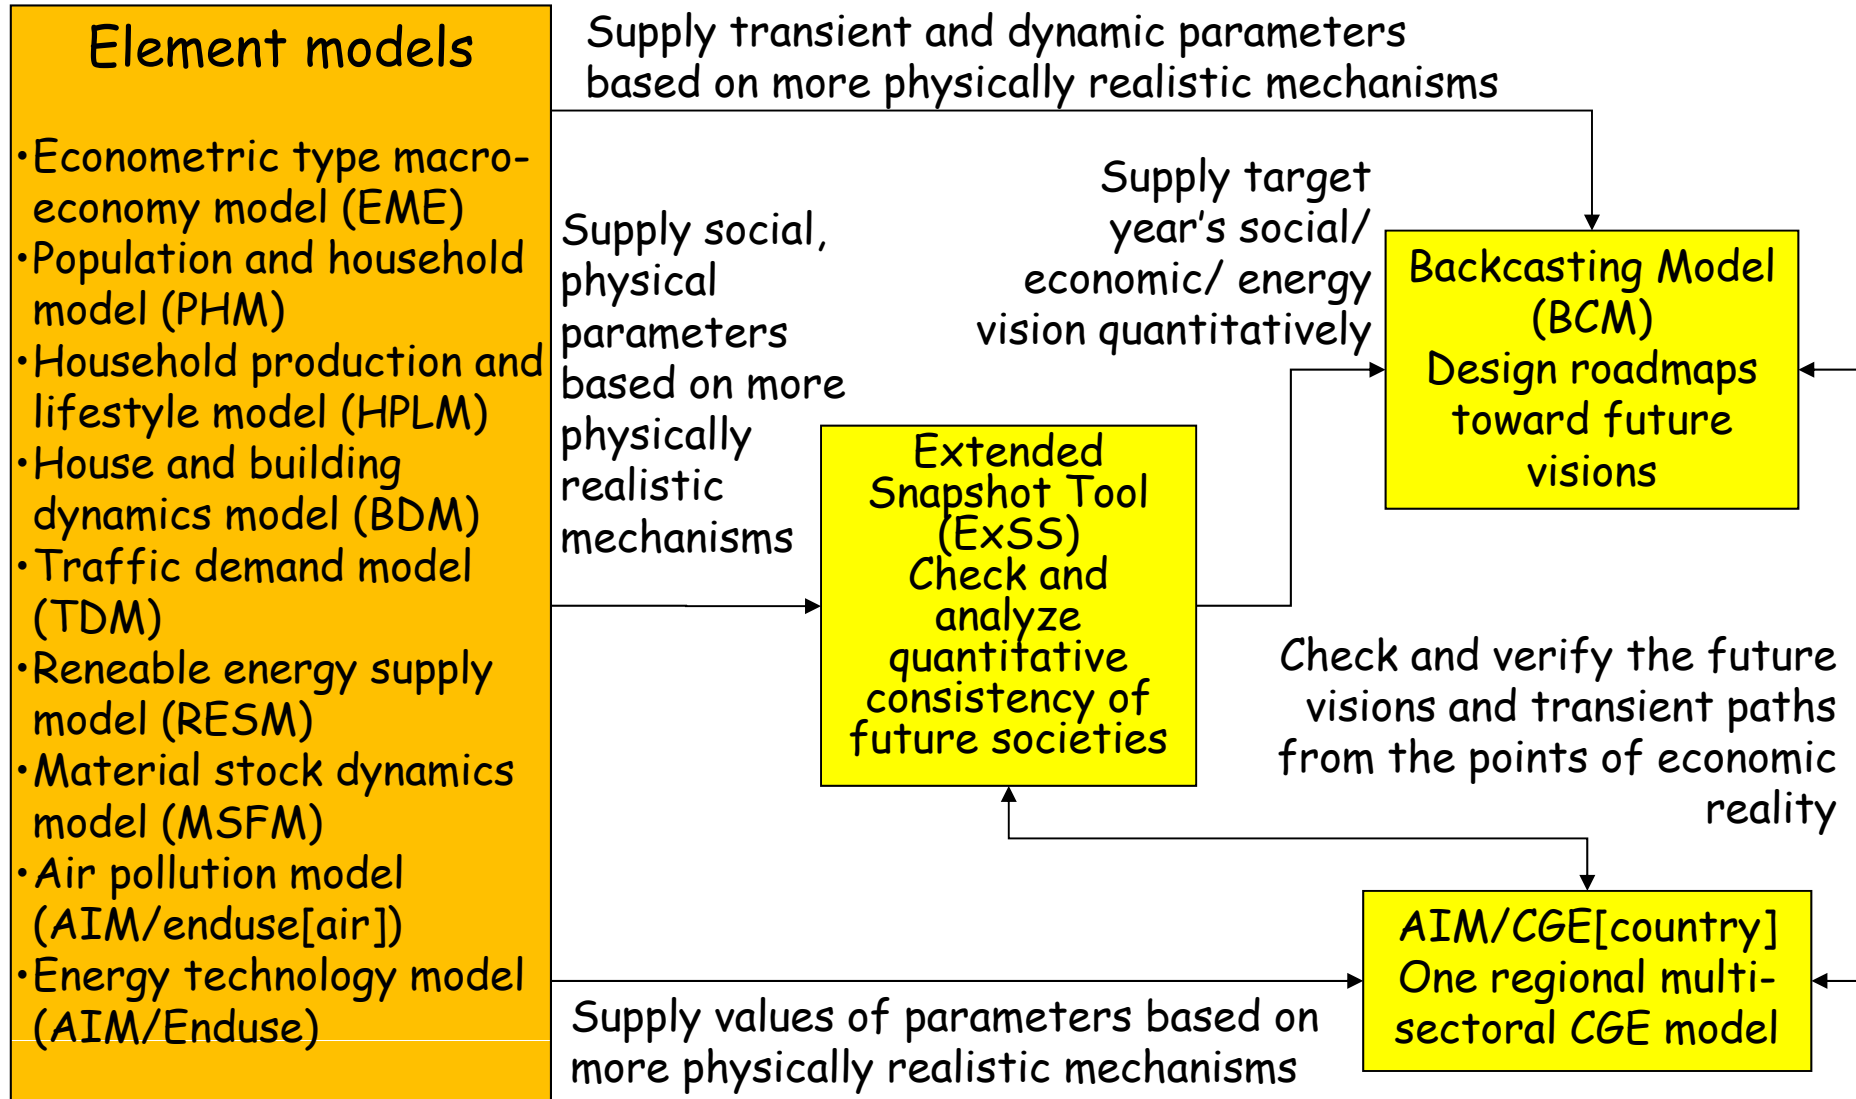 Element models
•Econometric type macro-
economy model (EME)
•Population and household
model (PHM)
•Household production and
lifestyle model (HPLM)
•House and building
dynamics model (BDM)
•Traffic demand model
(TDM)
•Reneable energy supply
model (RESM)
•Material stock dynamics
model (MSFM)
•Air pollution model
(AIM/enduse[air])
•Energy technology model
(AIM/Enduse)
Supply transient and dynamic parameters
based on more physically realistic mechanisms
Supply social,
physical
parameters
based on more
physically
realistic
mechanisms
Supply target
year's social/
economic/ energy
vision quantitatively
Backcasting Model
(BCM)
Design roadmaps
toward future
visions
Extended
Snapshot Tool
(ExSS)
Check and
analyze
quantitative
consistency of
future societies
Check and verify the future
visions and transient paths
from the points of economic
reality
AIM/CGE[country]
One regional multi-
sectoral CGE model
Supply values of parameters based on
more physically realistic mechanisms